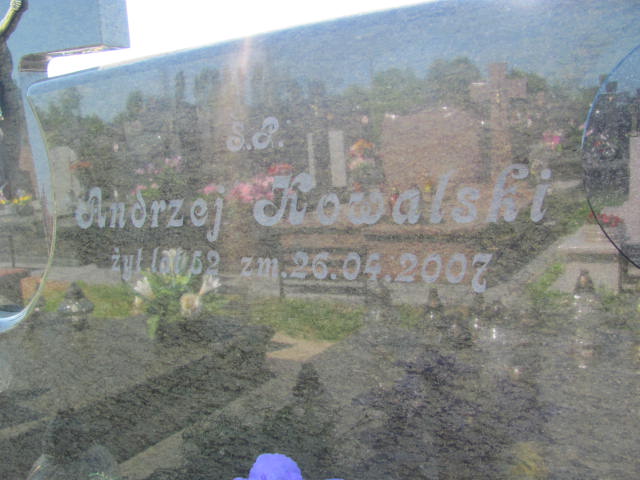 Ś.P.
Andrzej Kowalski
żył lat 52 zm. 26.04.2007